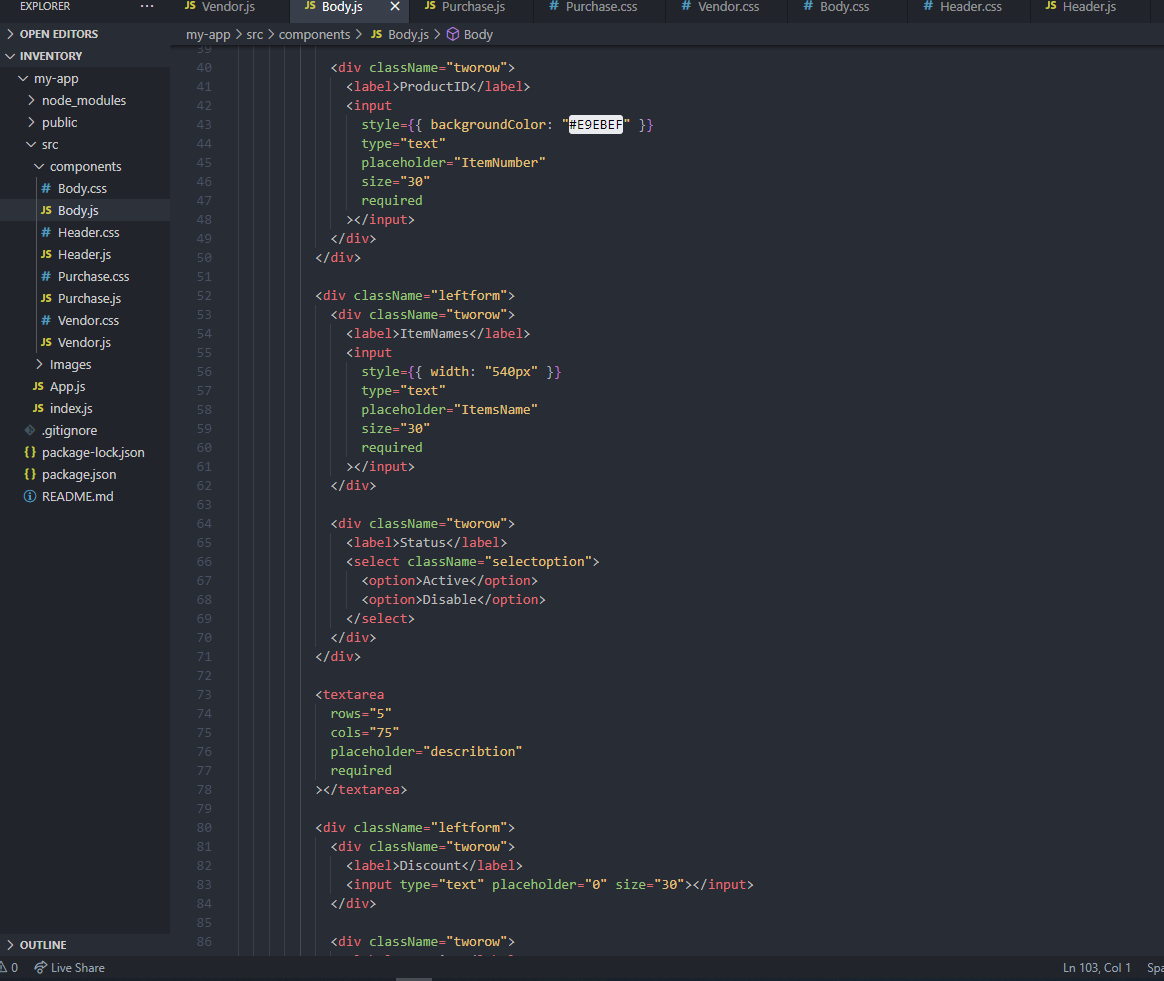 EXPLORER ···
JS Vendor.js JS Body.js × JS Purchase.js # Purchase.css # Vendor.css # Body.css # Header.css JS Header.js
OPEN EDITORS
INVENTORY
my-app
node_modules
public
src
components
# Body.css
JS Body.js
# Header.css
JS Header.js
# Purchase.css
JS Purchase.js
# Vendor.css
JS Vendor.js
Images
JS App.js
JS index.js
.gitignore
{} package-lock.json
{} package.json
README.md
OUTLINE
my-app > src > components > JS Body.js > Body
39
40 <div className="tworow">
41 <label>ProductID</label>
42 <input
43 style={{ backgroundColor: "#E9EBEF" }}
44 type="text"
45 placeholder="ItemNumber"
46 size="30"
47 required
48 ></input>
49 </div>
50 </div>
51
52 <div className="leftform">
53 <div className="tworow">
54 <label>ItemNames</label>
55 <input
56 style={{ width: "540px" }}
57 type="text"
58 placeholder="ItemsName"
59 size="30"
60 required
61 ></input>
62 </div>
63
64 <div className="tworow">
65 <label>Status</label>
66 <select className="selectoption">
67 <option>Active</option>
68 <option>Disable</option>
69 </select>
70 </div>
71 </div>
72
73 <textarea
74 rows="5"
75 cols="75"
76 placeholder="describtion"
77 required
78 ></textarea>
79
80 <div className="leftform">
81 <div className="tworow">
82 <label>Discount</label>
83 <input type="text" placeholder="0" size="30"></input>
84 </div>
85
86 <div className="tworow">
0 Live Share Ln 103, Col 1 Spa